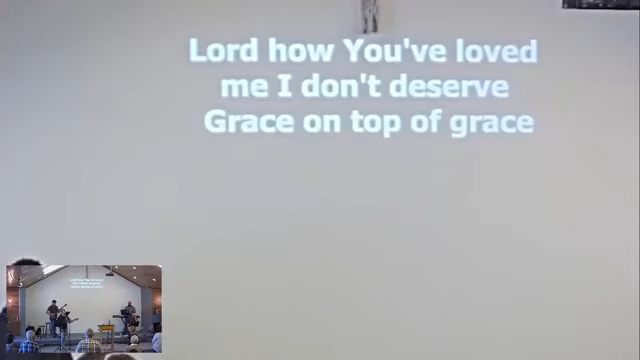 Lord how You've loved
me I don't deserve
Grace on top of grace